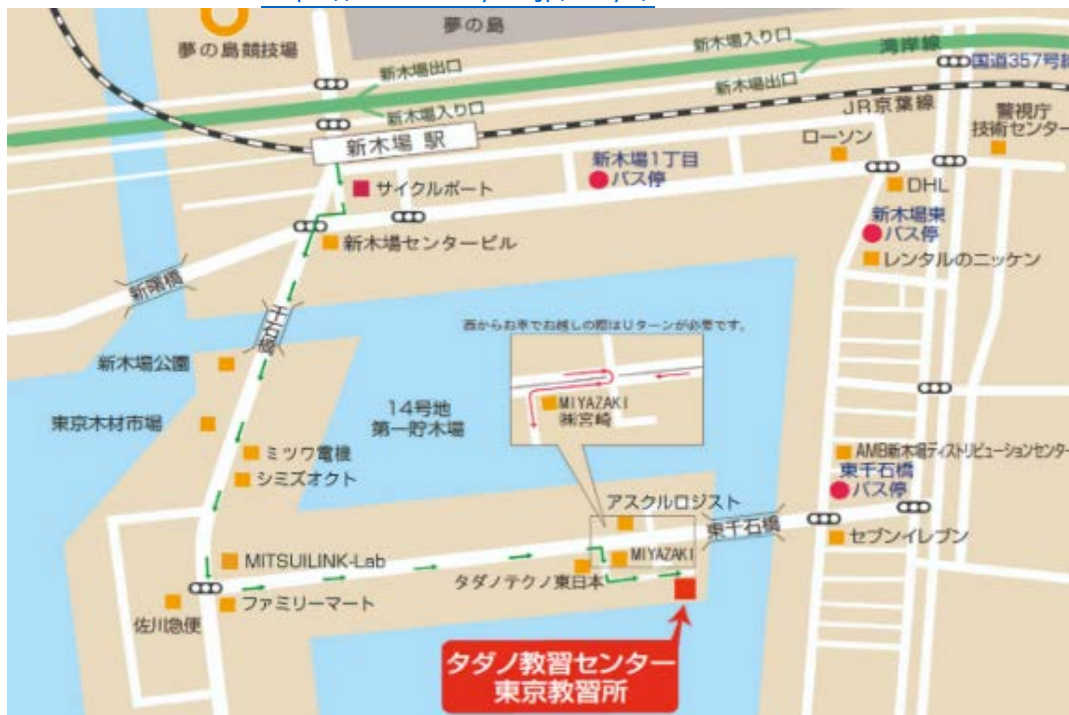 夢の島
夢の島競技場
新木場入り口
湾岸線
新木場出口
新木場出口
国道357号線
新木場入り口
JR京葉線
警視庁
技術センター
新木場 駅
ローソン
新木場1丁目
バス停
サイクルポート
DHL
新木場東
バス停
新木場センタービル
レンタルのニッケン
新階橋
千石橋
西からお車でお越しの際はUターンが必要です。
新木場公園
MIYAZAKI
㈱宮崎
14号地
第一貯木場
東京木材市場
ミツワ電機
シミズオクト
AMB新木場ディストリビューションセンター
東千石橋
バス停
アスクルロジスト
東千石橋
セブンイレブン
MITSUILINK-Lab
MIYAZAKI
タダノテクノ東日本
ファミリーマート
佐川急便
タダノ教習センター
東京教習所